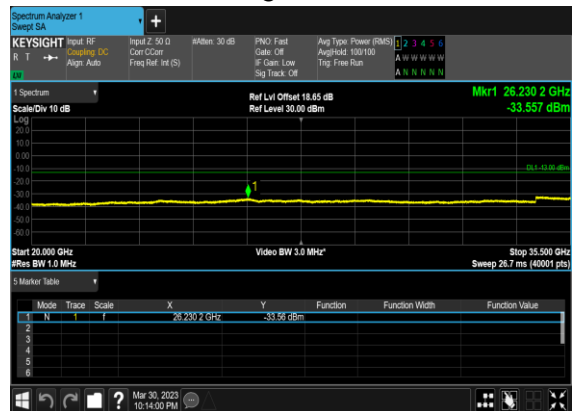 Spectrum Analyzer 1
Swept SA
KEYSIGHT Input: RF Input Z: 50 Ω #Atten: 30 dB PNO: Fast Avg Type: Power (RMS) 1 2 3 4 5 6
R T Coupling: DC Corr CCorr Gate: Off Avg|Hold: 100/100 A W W W W W
Align: Auto Freq Ref: Int (S) IF Gain: Low Trig: Free Run
Sig Track: Off A N N N N N
1 Spectrum Ref Lvl Offset 18.65 dB Mkr1 26.230 2 GHz
Scale/Div 10 dB Ref Level 30.00 dBm -33.557 dBm
Log
20.0
10.0
0.00
-10.0 DL1 -13.00 dBm
-20.0
-30.0 1
-40.0
-50.0
-60.0
Start 20.000 GHz Video BW 3.0 MHz* Stop 35.500 GHz
#Res BW 1.0 MHz Sweep 26.7 ms (40001 pts)
5 Marker Table
Mode Trace Scale X Y Function Function Width Function Value
1 N 1 f 26.230 2 GHz -33.56 dBm
2
3
4
5
6
? Mar 30, 2023
10:14:00 PM